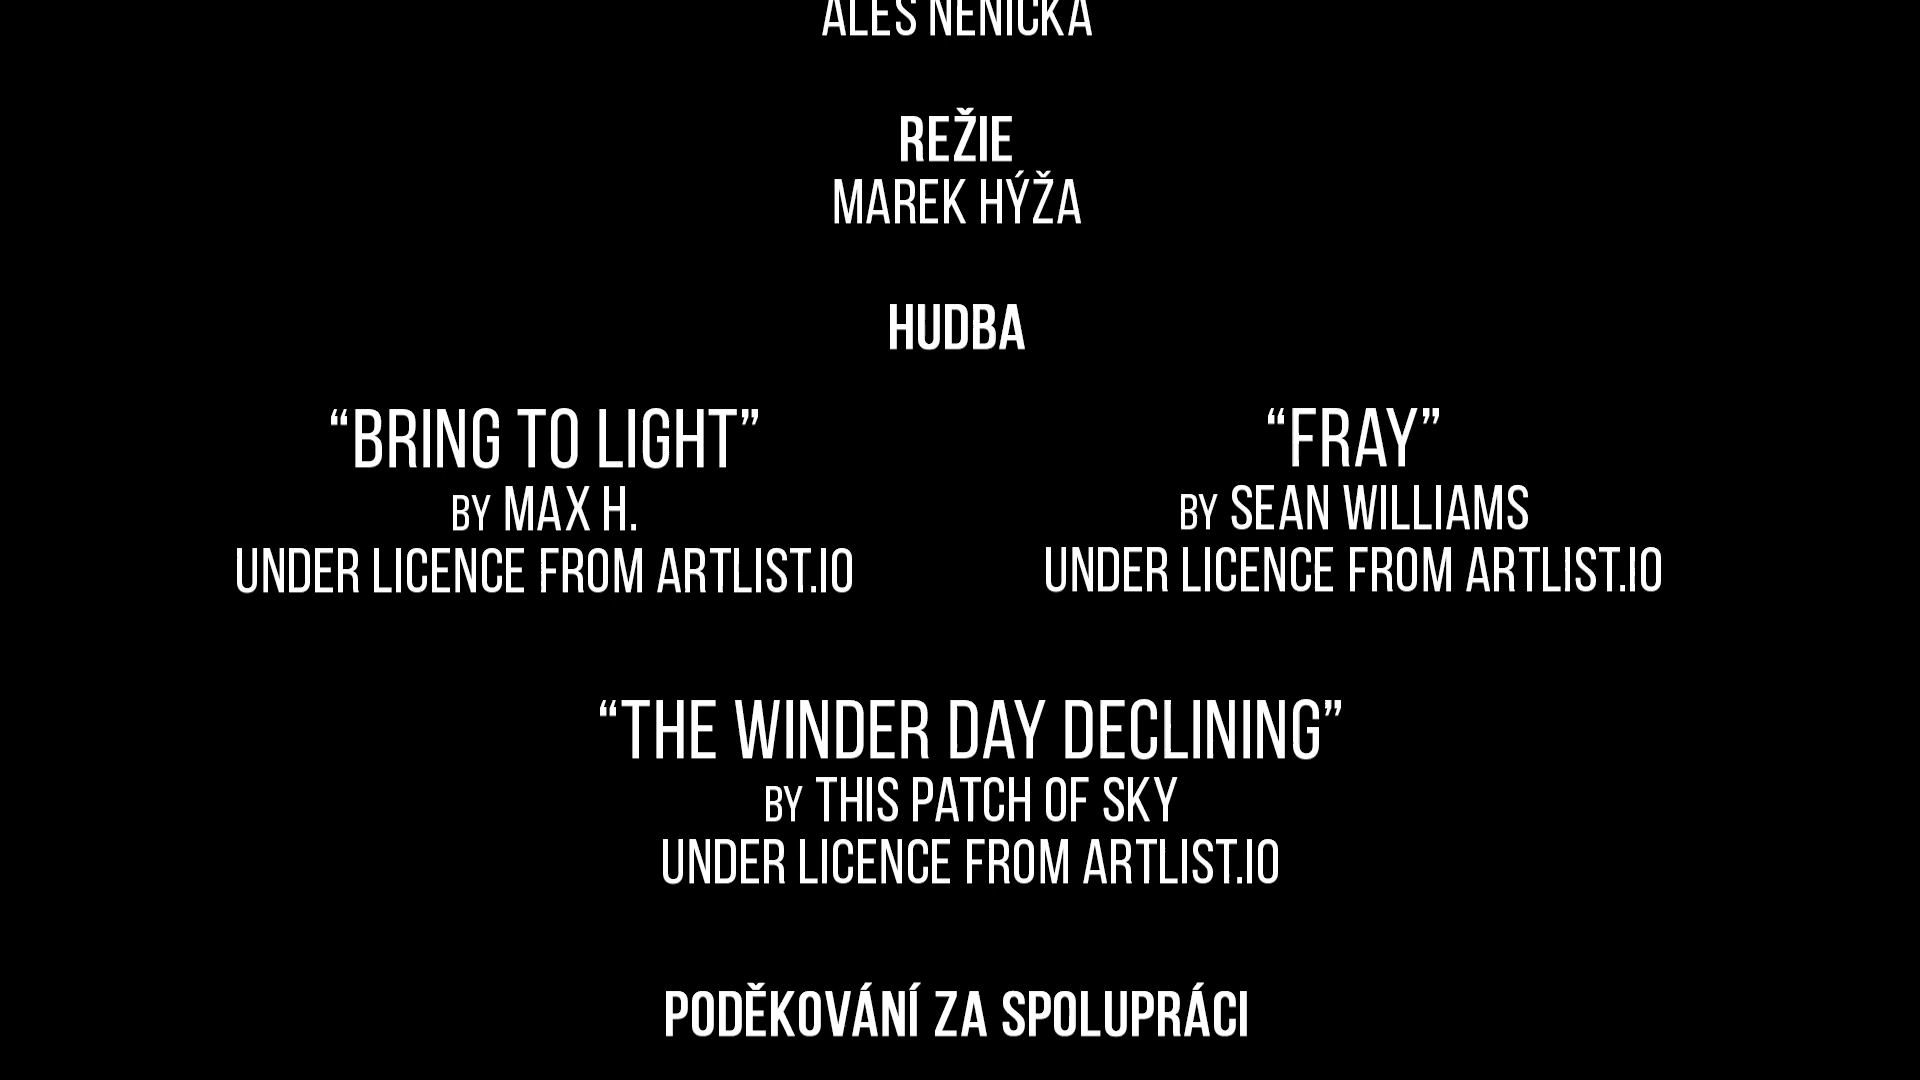 REŽIE
MAREK HÝŽA
HUDBA
“BRING TO LIGHT”
BY MAX H.
UNDER LICENCE FROM ARTLIST.IO
“FRAY”
BY SEAN WILLIAMS
UNDER LICENCE FROM ARTLIST.IO
“THE WINDER DAY DECLINING”
BY THIS PATCH OF SKY
UNDER LICENCE FROM ARTLIST.IO
PODĚKOVÁNÍ ZA SPOLUPRÁCI